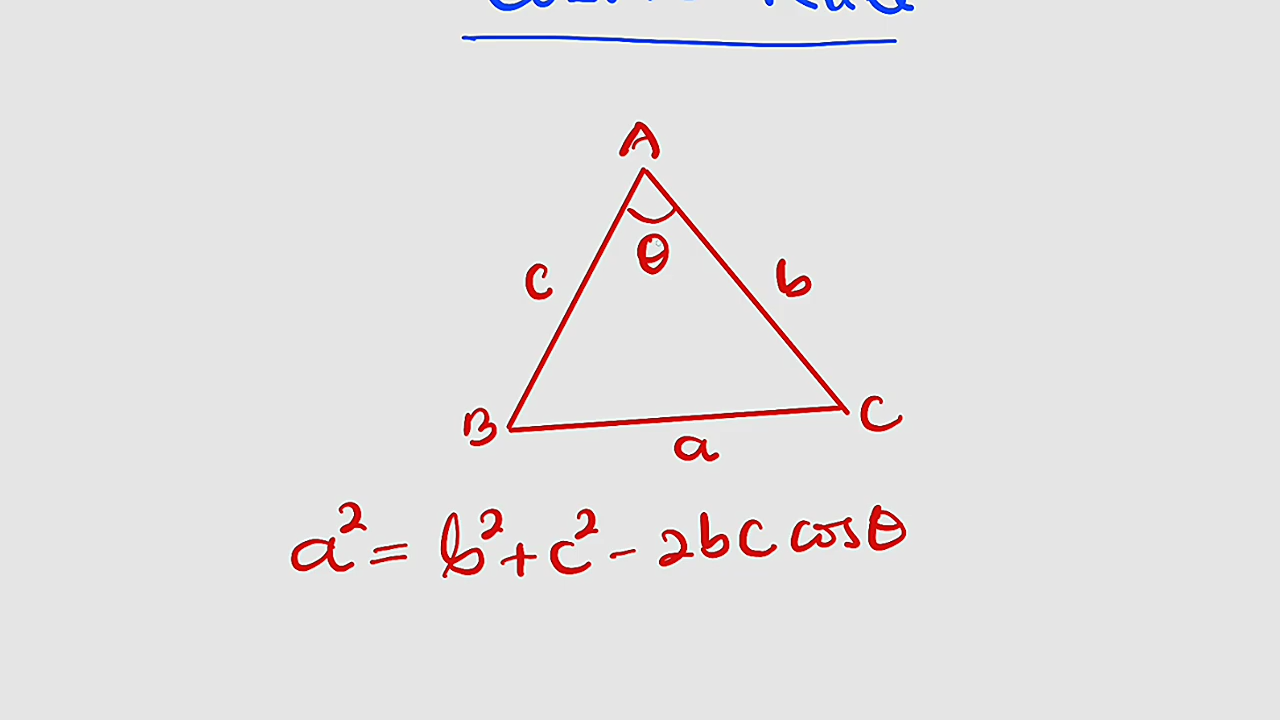 A
θ
c
b
B
C
a
a² = b² + c² - 2bc cosθ